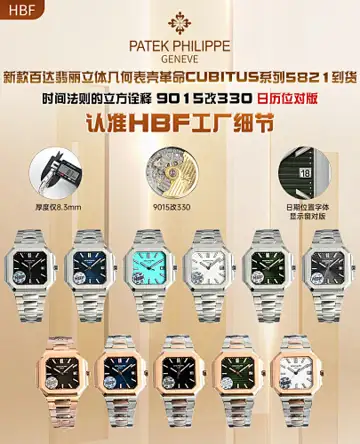 HBF
PATEK PHILIPPE
GENEVE
新款百达翡丽立体几何表壳革命CUBITUS系列5821到货
时间法则的立方诠释 9015改330 日历位对版
认准HBF工厂细节
厚度仅8.3mm
9015改330
18
日期位置字体
显示窗对版